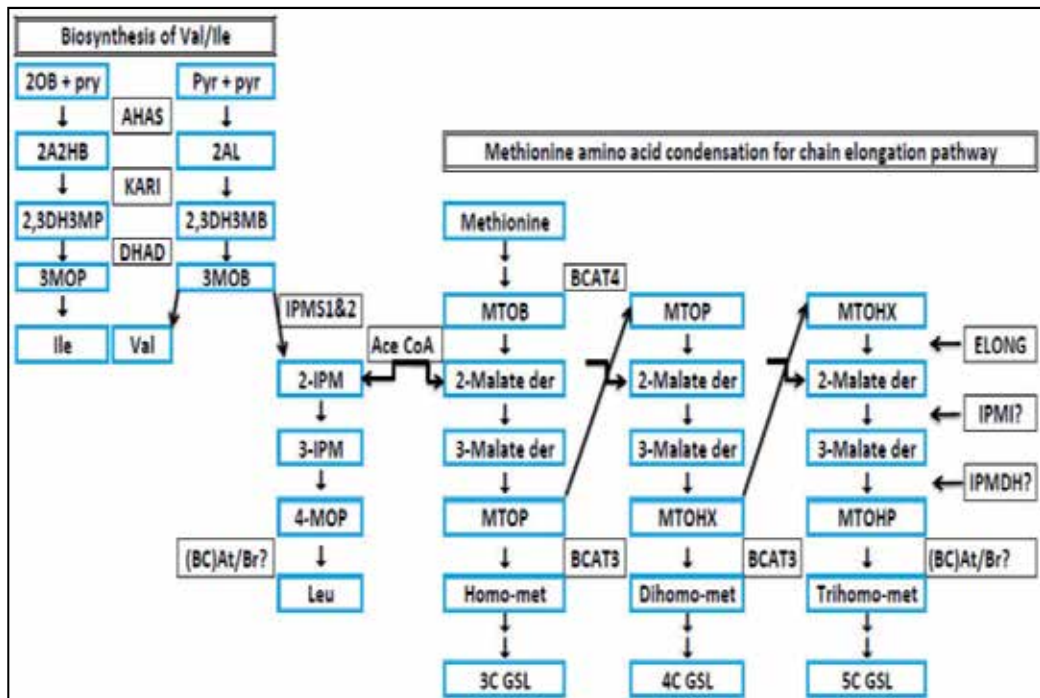 Biosynthesis of Val/Ile
2OB + pry
Pyr + pyr
AHAS
2A2HB
2AL
KARI
2,3DH3MP
2,3DH3MB
DHAD
3MOP
3MOB
Ile
Val
IPMS1&2
Ace CoA
2-IPM
3-IPM
4-MOP
(BC)At/Br?
Leu
Methionine amino acid condensation for chain elongation pathway
Methionine
BCAT4
MTOB
2-Malate der
3-Malate der
MTOP
BCAT3
Homo-met
3C GSL
MTOP
2-Malate der
3-Malate der
MTOHX
BCAT3
Dihomo-met
4C GSL
MTOHX
ELONG
2-Malate der
IPMI?
3-Malate der
IPMDH?
MTOHP
(BC)At/Br?
Trihomo-met
5C GSL